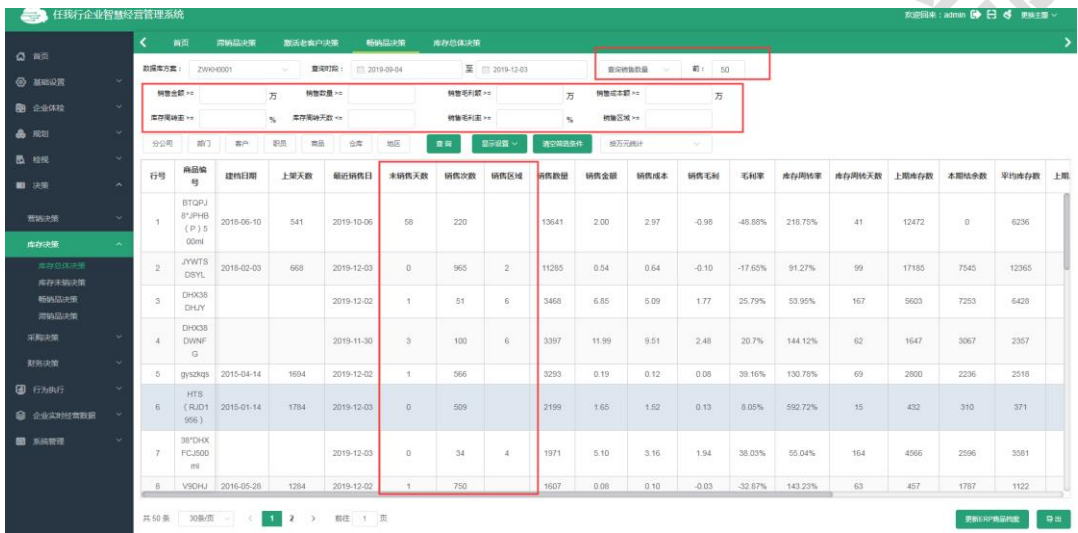 任我行企业智慧经营管理系统 欢迎回来：admin 更换主题
首页 滞销品决策 激活老客户决策 畅销品决策 库存总体决策
首页
基础设置
企业体检
规划
检视
决策
营销决策
库存决策
库存总体决策
库存未销决策
畅销品决策
滞销品决策
采购决策
财务决策
行为执行
企业实时经营数据
系统管理
数据库方案： ZWKH0001 查询时段： 2019-09-04 至 2019-12-03 查询销售数量 前： 50
销售金额 >= 万 销售数量 >= 销售毛利额 >= 万 销售成本额 >= 万
库存周转率 >= % 库存周转天数 <= 销售毛利率 >= % 销售区域 >=
分公司 部门 客户 职员 商品 仓库 地区 查询 显示设置 清空筛选条件 按万元统计
行号 商品编号 建档日期 上架天数 最近销售日 未销售天数 销售次数 销售区域 销售数量 销售金额 销售成本 销售毛利 毛利率 库存周转率 库存周转天数 上期库存数 本期结余数 平均库存数 上期
1 BTQPJ8*JPHB（P）500ml 2018-06-10 541 2019-10-06 58 220 13641 2.00 2.97 -0.98 -48.88% 218.75% 41 12472 0 6236
2 JYWTSDSYL 2018-02-03 668 2019-12-03 0 965 2 11285 0.54 0.64 -0.10 -17.65% 91.27% 99 17185 7545 12365
3 DHX38DHJY 2019-12-02 1 51 6 3468 6.85 5.09 1.77 25.79% 53.95% 167 5603 7253 6428
4 DHX38DWNFG 2019-11-30 3 100 6 3397 11.99 9.51 2.48 20.7% 144.12% 62 1647 3067 2357
5 gyszkqs 2015-04-14 1694 2019-12-02 1 566 3293 0.19 0.12 0.08 39.16% 130.78% 69 2800 2236 2518
6 HTS（RJD1956） 2015-01-14 1784 2019-12-03 0 509 2199 1.65 1.52 0.13 8.05% 592.72% 15 432 310 371
7 38*DHXFCJ500ml 2019-12-03 0 34 4 1971 5.10 3.16 1.94 38.03% 55.04% 164 4566 2596 3581
8 V9DHJ 2016-05-28 1284 2019-12-02 1 750 1607 0.08 0.10 -0.03 -32.87% 143.23% 63 457 1787 1122
共 50 条 30条/页 1 2 前往 1 页 更新ERP商品档案 导出